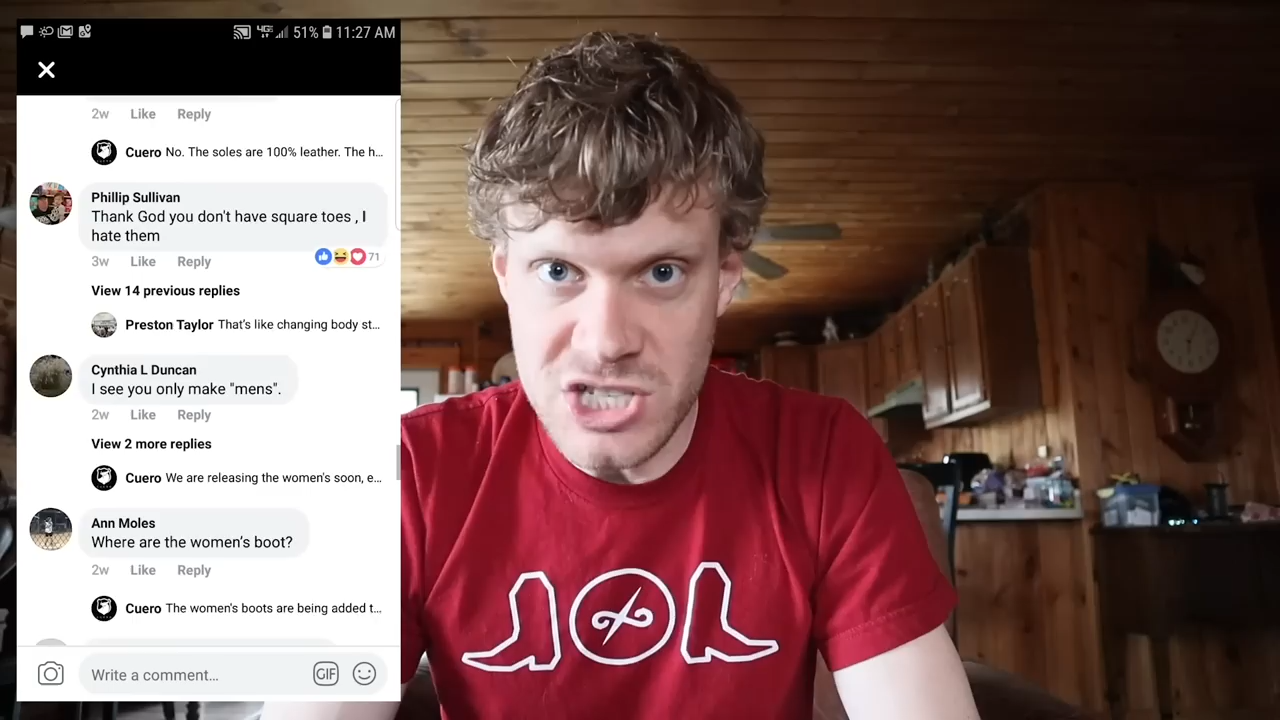 51% 11:27 AM
2w Like Reply
Cuero No. The soles are 100% leather. The h...
Phillip Sullivan
Thank God you don't have square toes , I
hate them
71
3w Like Reply
View 14 previous replies
Preston Taylor That's like changing body st...
Cynthia L Duncan
I see you only make "mens".
2w Like Reply
View 2 more replies
Cuero We are releasing the women's soon, e...
Ann Moles
Where are the women's boot?
2w Like Reply
Cuero The women's boots are being added t...
Write a comment...
GIF